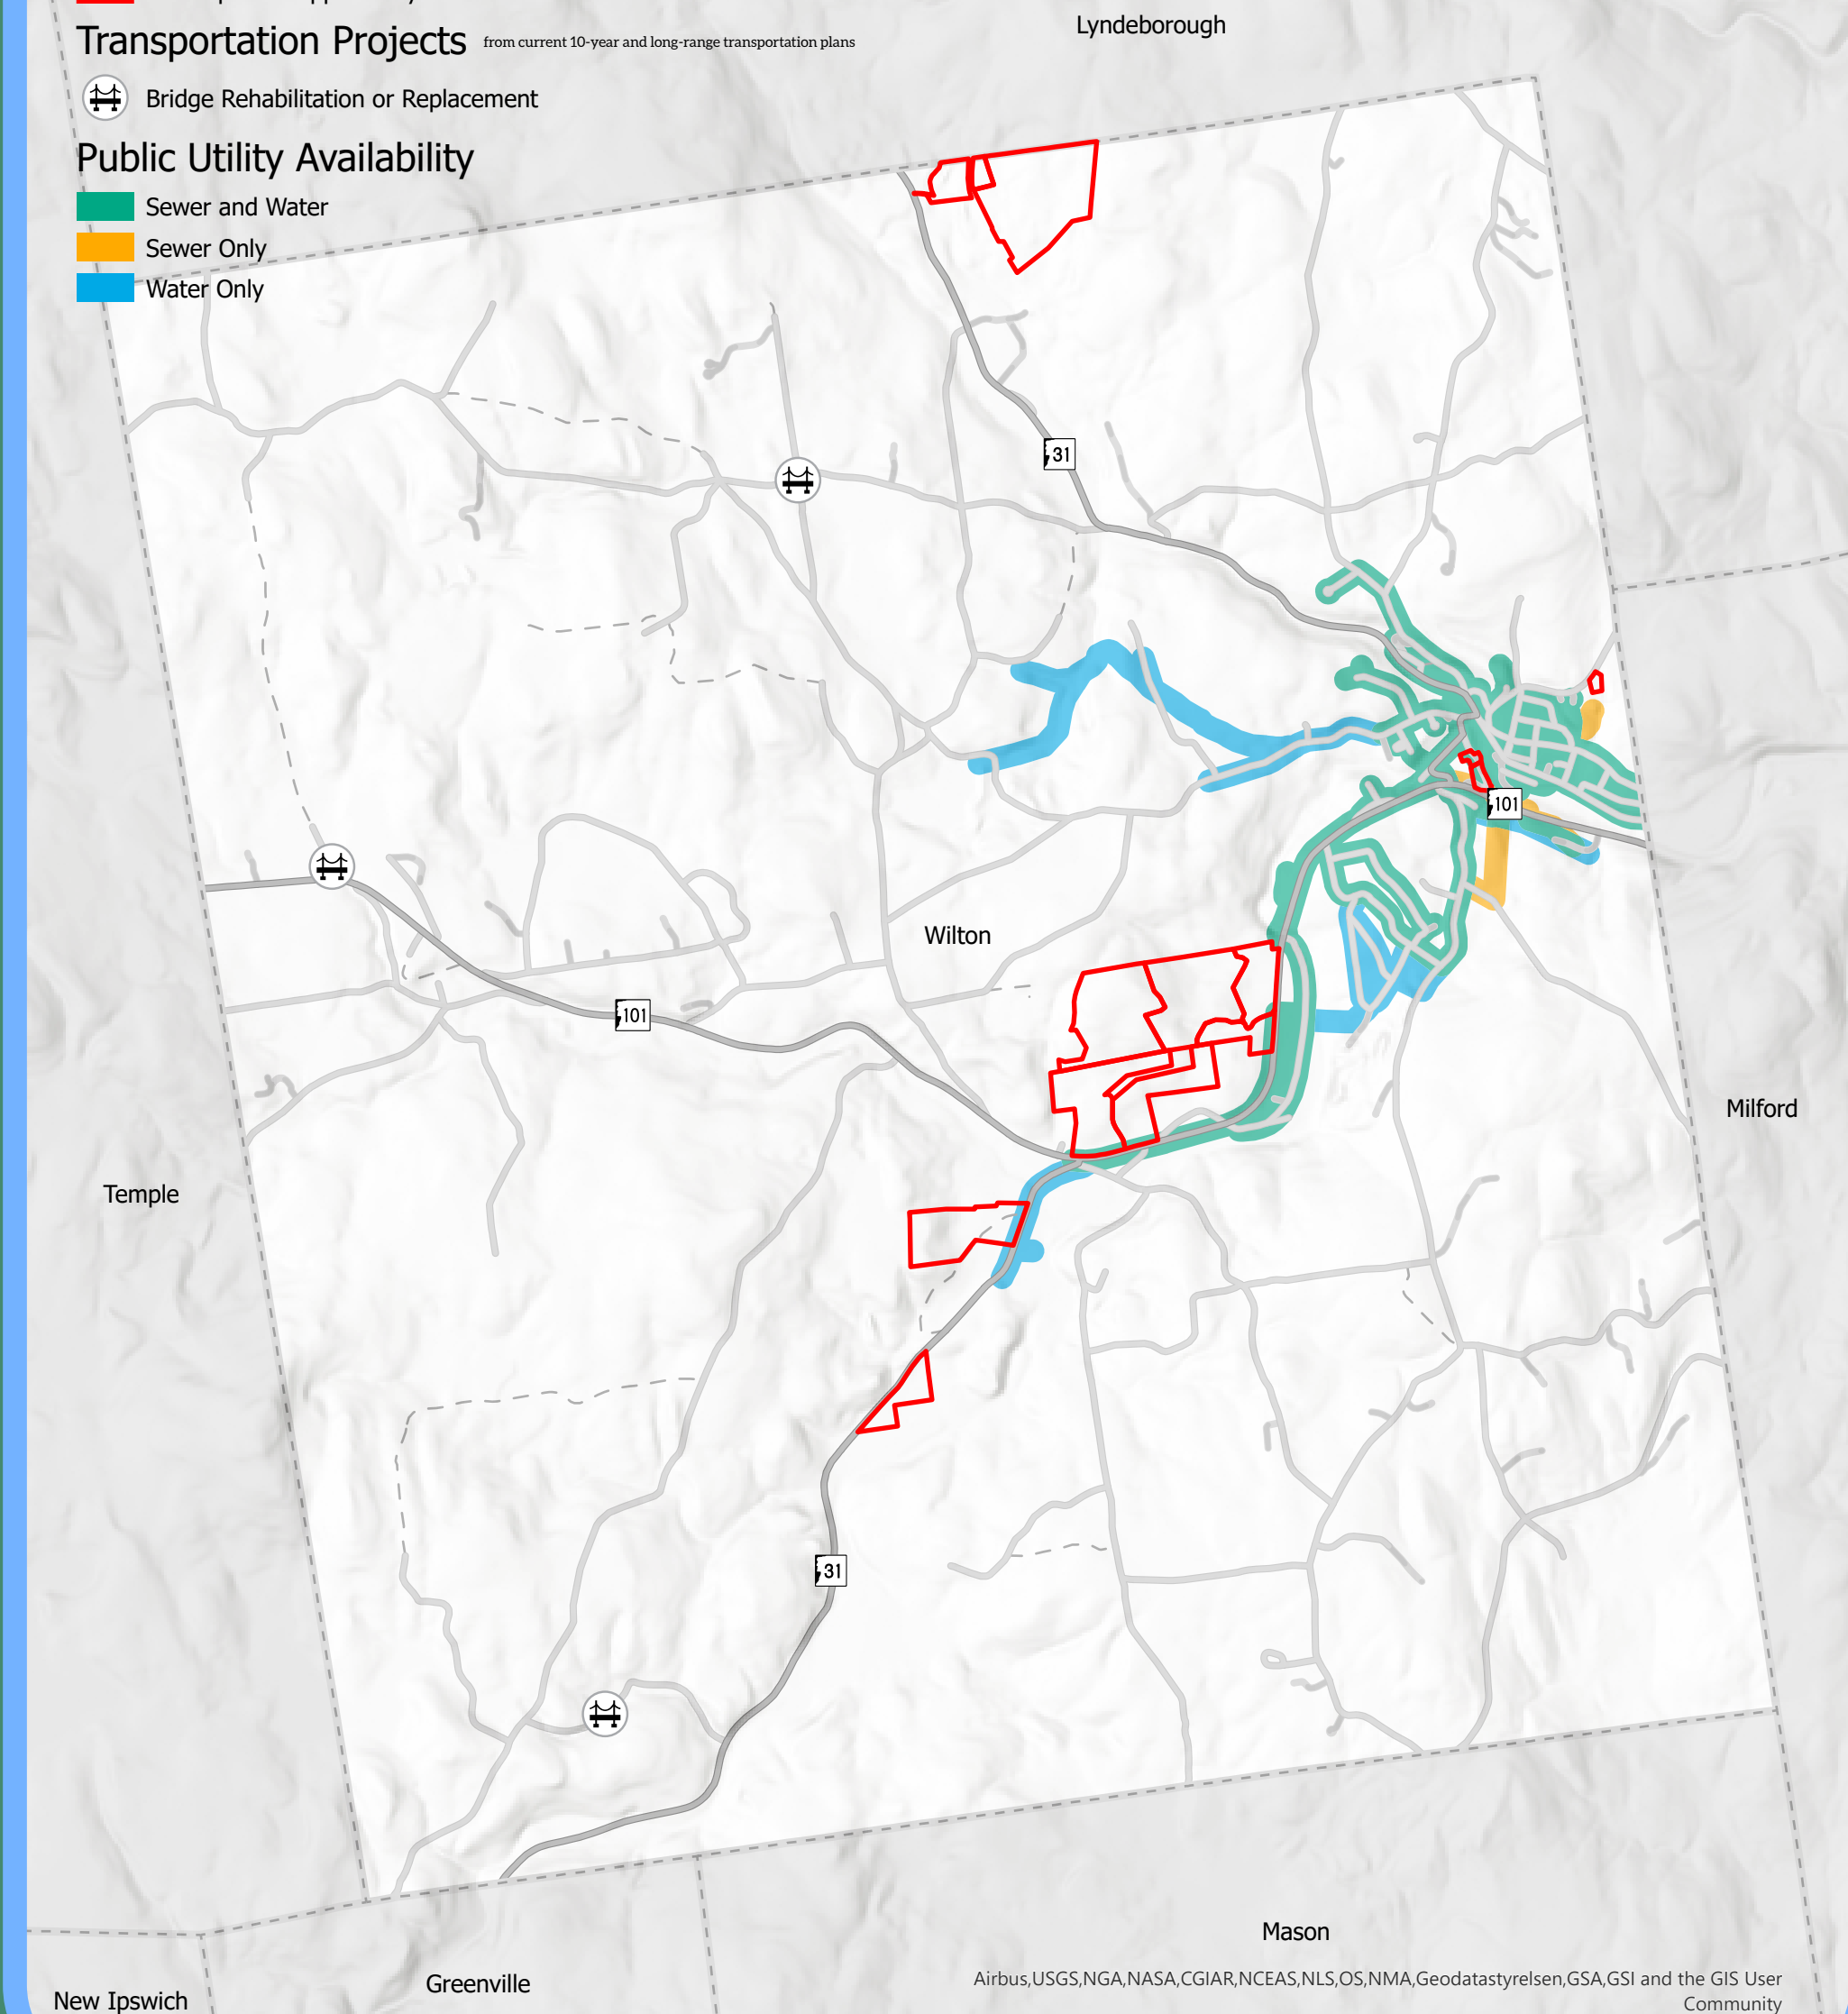 Lyndeborough
Transportation Projects from current 10-year and long-range transportation plans
Bridge Rehabilitation or Replacement
Public Utility Availability
Sewer and Water
Sewer Only
Water Only
31
101
Wilton
101
Milford
Temple
31
Mason
Greenville
New Ipswich
Airbus,USGS,NGA,NASA,CGIAR,NCEAS,NLS,OS,NMA,Geodatastyrelsen,GSA,GSI and the GIS User
Community